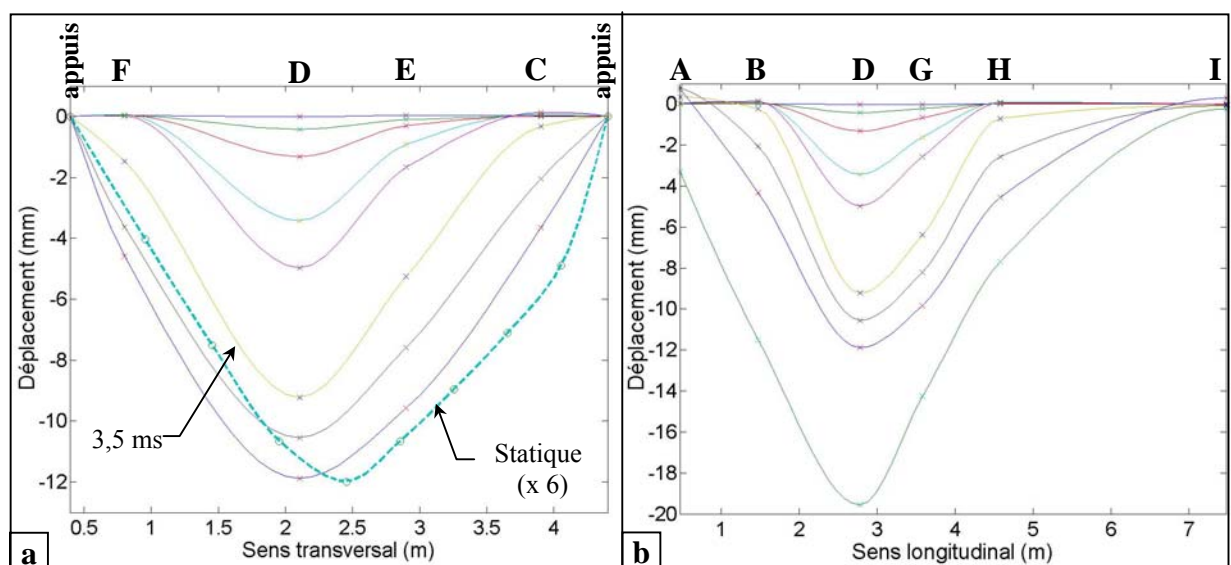 appuis F D E C appuis
0
-2
-4
-6
-8
-10
-12
Déplacement (mm)
3,5 ms
Statique
(x 6)
0.5 1 1.5 2 2.5 3 3.5 4
Sens transversal (m)
a
A B D G H I
0
-2
-4
-6
-8
-10
-12
-14
-16
-18
-20
Déplacement (mm)
1 2 3 4 5 6 7
Sens longitudinal (m)
b